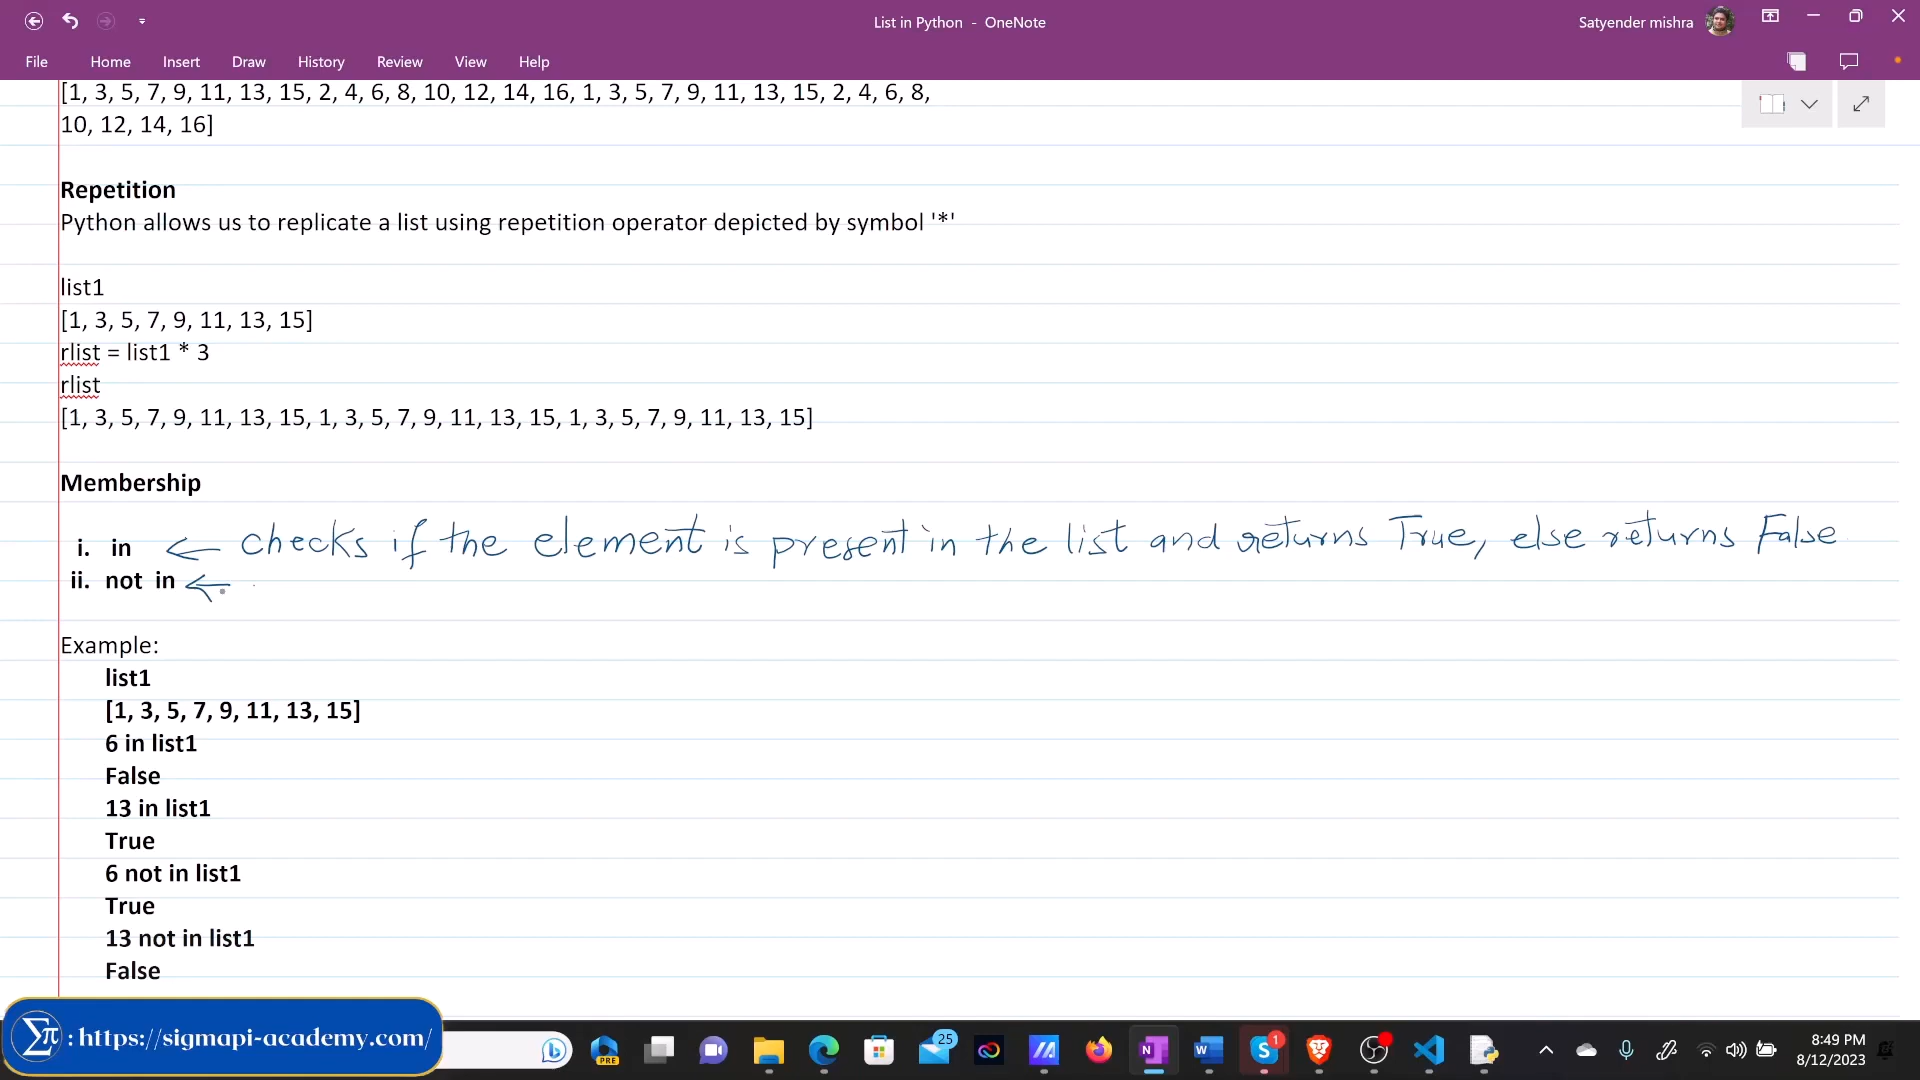 List in Python - OneNote
Satyender mishra
File Home Insert Draw History Review View Help
[1, 3, 5, 7, 9, 11, 13, 15, 2, 4, 6, 8, 10, 12, 14, 16, 1, 3, 5, 7, 9, 11, 13, 15, 2, 4, 6, 8,
10, 12, 14, 16]
Repetition
Python allows us to replicate a list using repetition operator depicted by symbol '*'
list1
[1, 3, 5, 7, 9, 11, 13, 15]
rlist = list1 * 3
rlist
[1, 3, 5, 7, 9, 11, 13, 15, 1, 3, 5, 7, 9, 11, 13, 15, 1, 3, 5, 7, 9, 11, 13, 15]
Membership
i. in ← checks if the element is present in the list and returns True, else returns False
ii. not in ←
Example:
list1
[1, 3, 5, 7, 9, 11, 13, 15]
6 in list1
False
13 in list1
True
6 not in list1
True
13 not in list1
False
Σπ : https://sigmapi-academy.com/
PRE
25
N
W
S
1
8:49 PM
8/12/2023